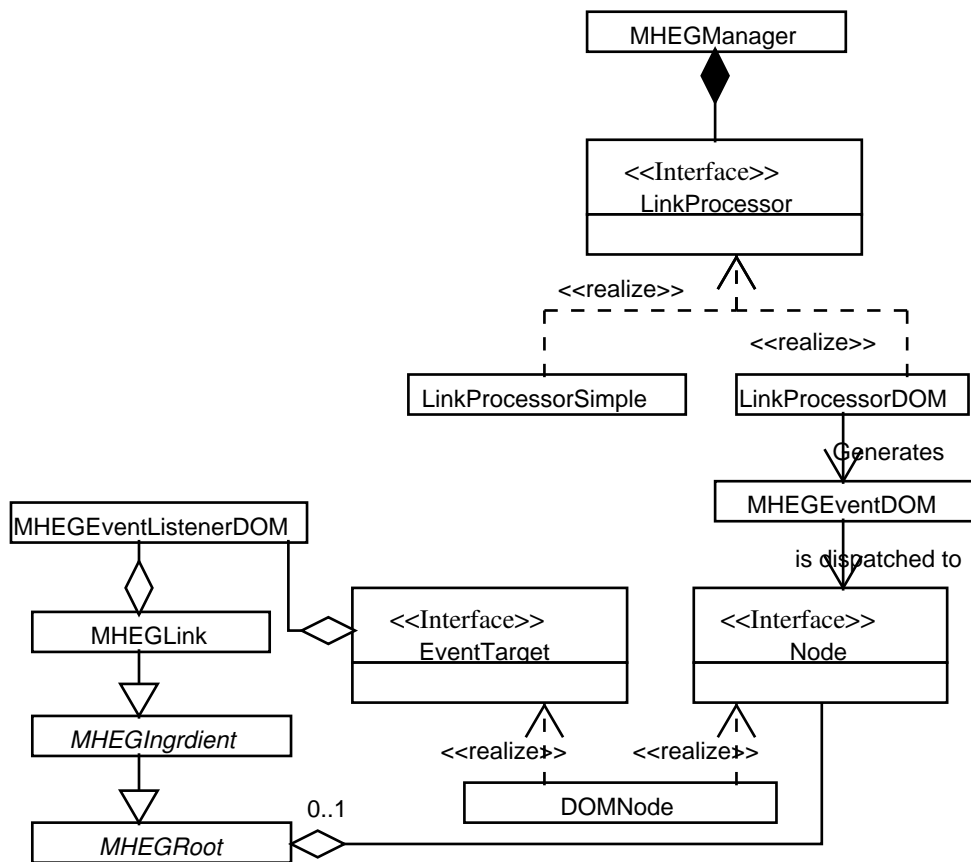 MHEGManager
<<Interface>>
LinkProcessor
<<realize>>
<<realize>>
LinkProcessorSimple
LinkProcessorDOM
Generates
MHEGEventDOM
MHEGEventListenerDOM
is dispatched to
<<Interface>>
EventTarget
<<Interface>>
Node
MHEGLink
MHEGIngrdient
<<realize>>
<<realize>>
DOMNode
0..1
MHEGRoot